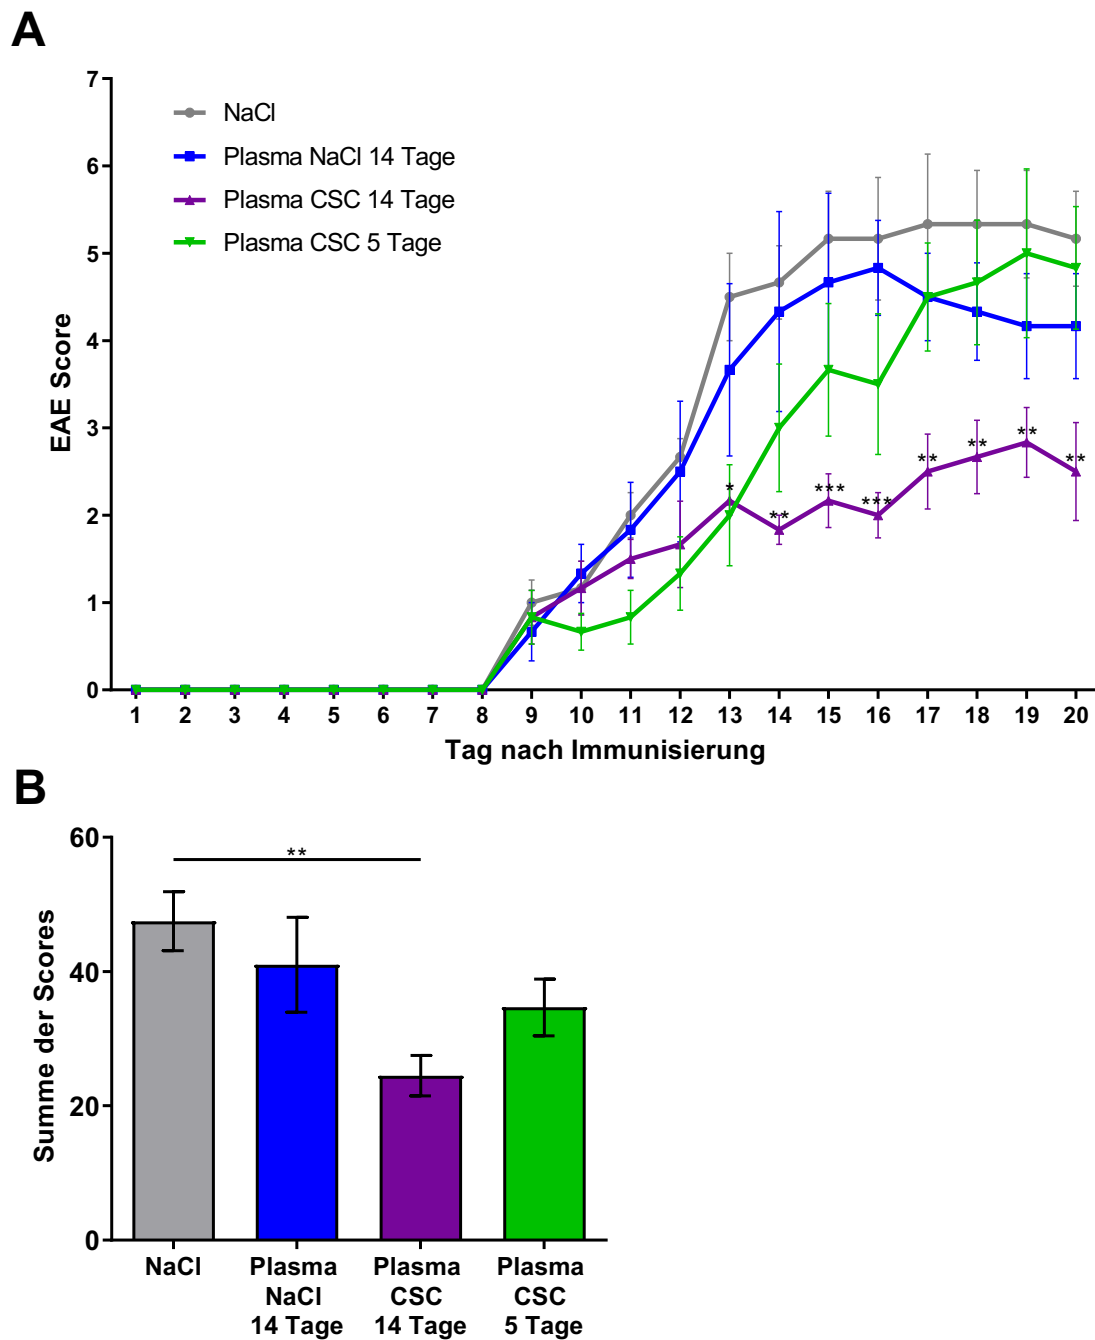 A
7
6
5
4
3
2
1
0
EAE Score
NaCl
Plasma NaCl 14 Tage
Plasma CSC 14 Tage
Plasma CSC 5 Tage
* ** *** *** ** ** ** **
1 2 3 4 5 6 7 8 9 10 11 12 13 14 15 16 17 18 19 20
Tag nach Immunisierung
B
60
40
20
0
Summe der Scores
**
NaCl Plasma Plasma Plasma
NaCl CSC CSC
14 Tage 14 Tage 5 Tage